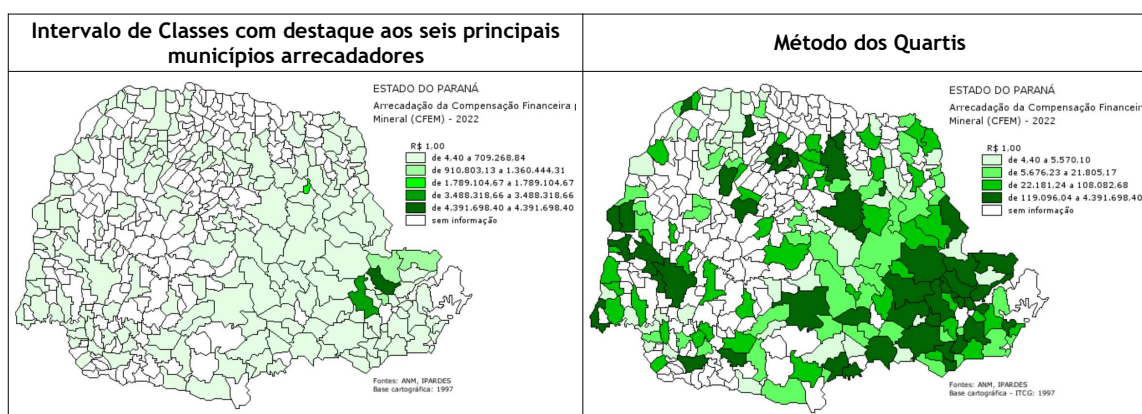 Intervalo de Classes com destaque aos seis principais
municípios arrecadadores
Método dos Quartis
ESTADO DO PARANÁ
Arrecadação da Compensação Financeira
Mineral (CFEM) - 2022
R$ 1.00
de 4.40 a 709.268.84
de 910.803.13 a 1.360.444.31
de 1.789.104.67 a 1.789.104.67
de 3.488.318.66 a 3.488.318.66
de 4.391.698.40 a 4.391.698.40
sem informação
Fontes: ANM, IPARDES
Base cartográfica: 1997
ESTADO DO PARANÁ
Arrecadação da Compensação Financeir
Mineral (CFEM) - 2022
R$ 1.00
de 4.40 a 5.570,10
de 5.676.23 a 21.805.17
de 22.181.24 a 108.082.68
de 119.096.04 a 4.391.698.40
sem informação
Fontes: ANM, IPARDES
Base cartográfica - ITCG: 1997